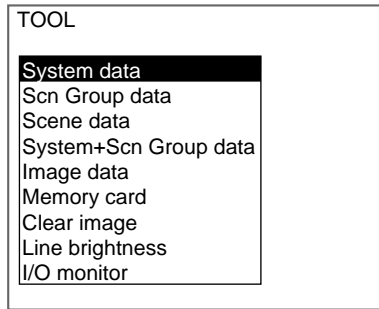 TOOL
System data
Scn Group data
Scene data
System+Scn Group data
Image data
Memory card
Clear image
Line brightness
I/O monitor